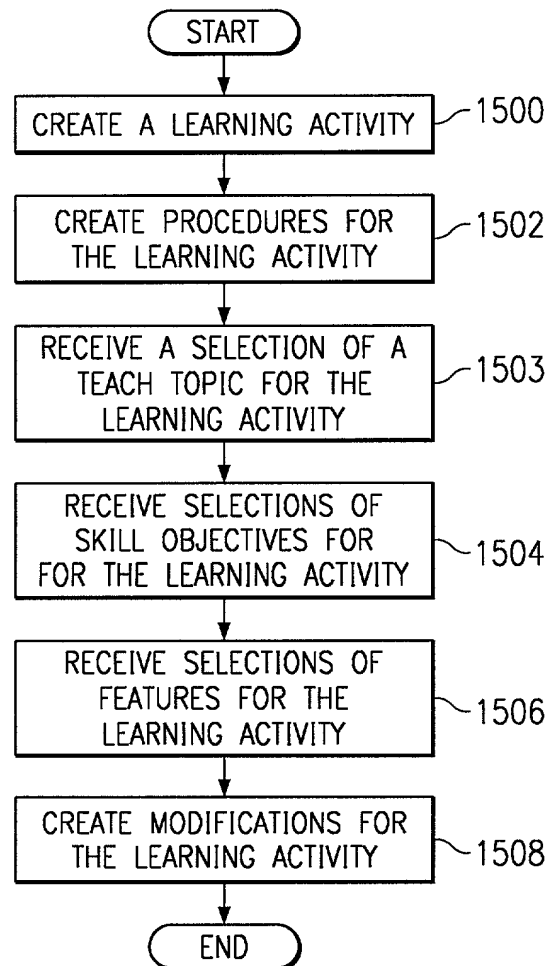 START
CREATE A LEARNING ACTIVITY
1500
CREATE PROCEDURES FOR
THE LEARNING ACTIVITY
1502
RECEIVE A SELECTION OF A
TEACH TOPIC FOR THE
LEARNING ACTIVITY
1503
RECEIVE SELECTIONS OF
SKILL OBJECTIVES FOR
FOR THE LEARNING ACTIVITY
1504
RECEIVE SELECTIONS OF
FEATURES FOR THE
LEARNING ACTIVITY
1506
CREATE MODIFICATIONS FOR
THE LEARNING ACTIVITY
1508
END